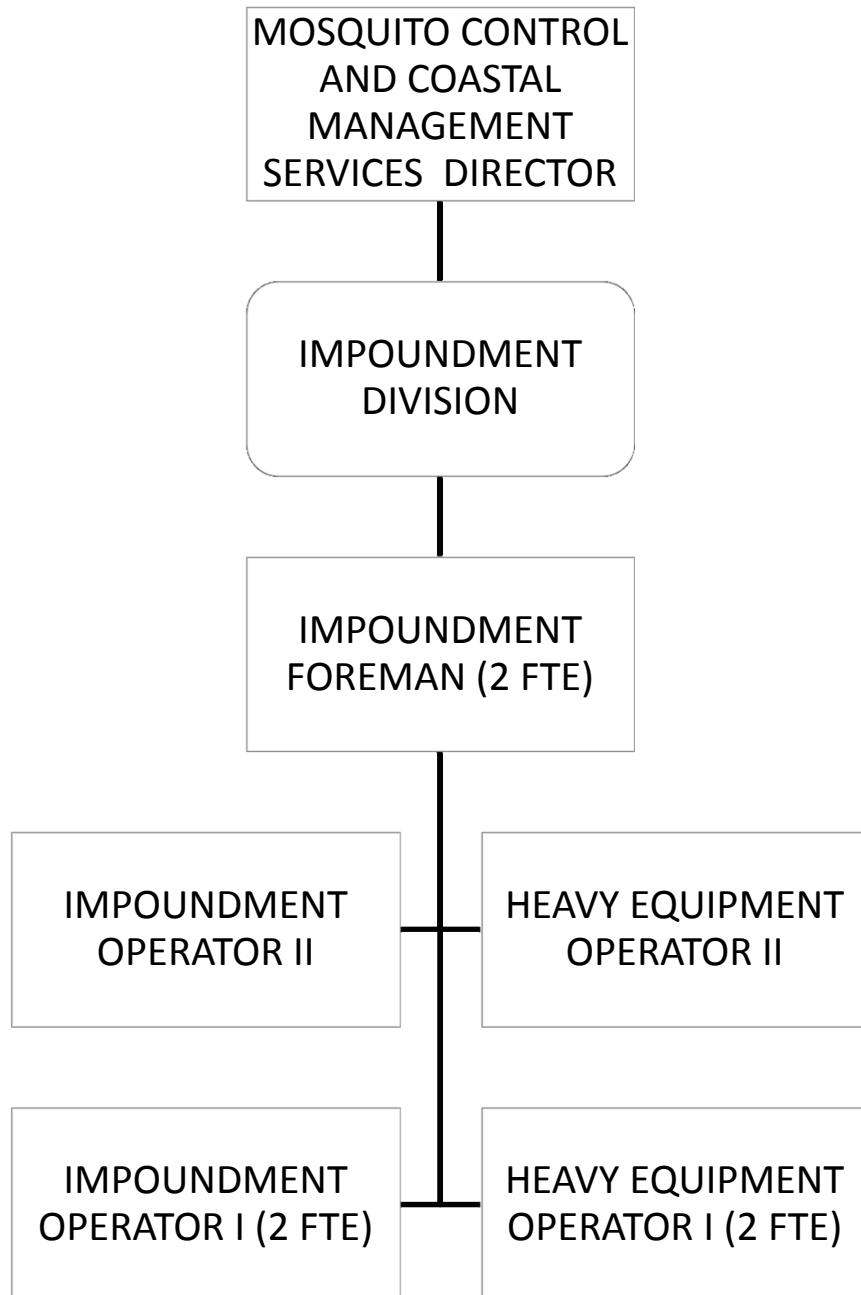 MOSQUITO CONTROL
AND COASTAL
MANAGEMENT
SERVICES  DIRECTOR
IMPOUNDMENT
DIVISION
IMPOUNDMENT
FOREMAN (2 FTE)
IMPOUNDMENT
OPERATOR II
HEAVY EQUIPMENT
OPERATOR II
IMPOUNDMENT
OPERATOR I (2 FTE)
HEAVY EQUIPMENT
OPERATOR I (2 FTE)